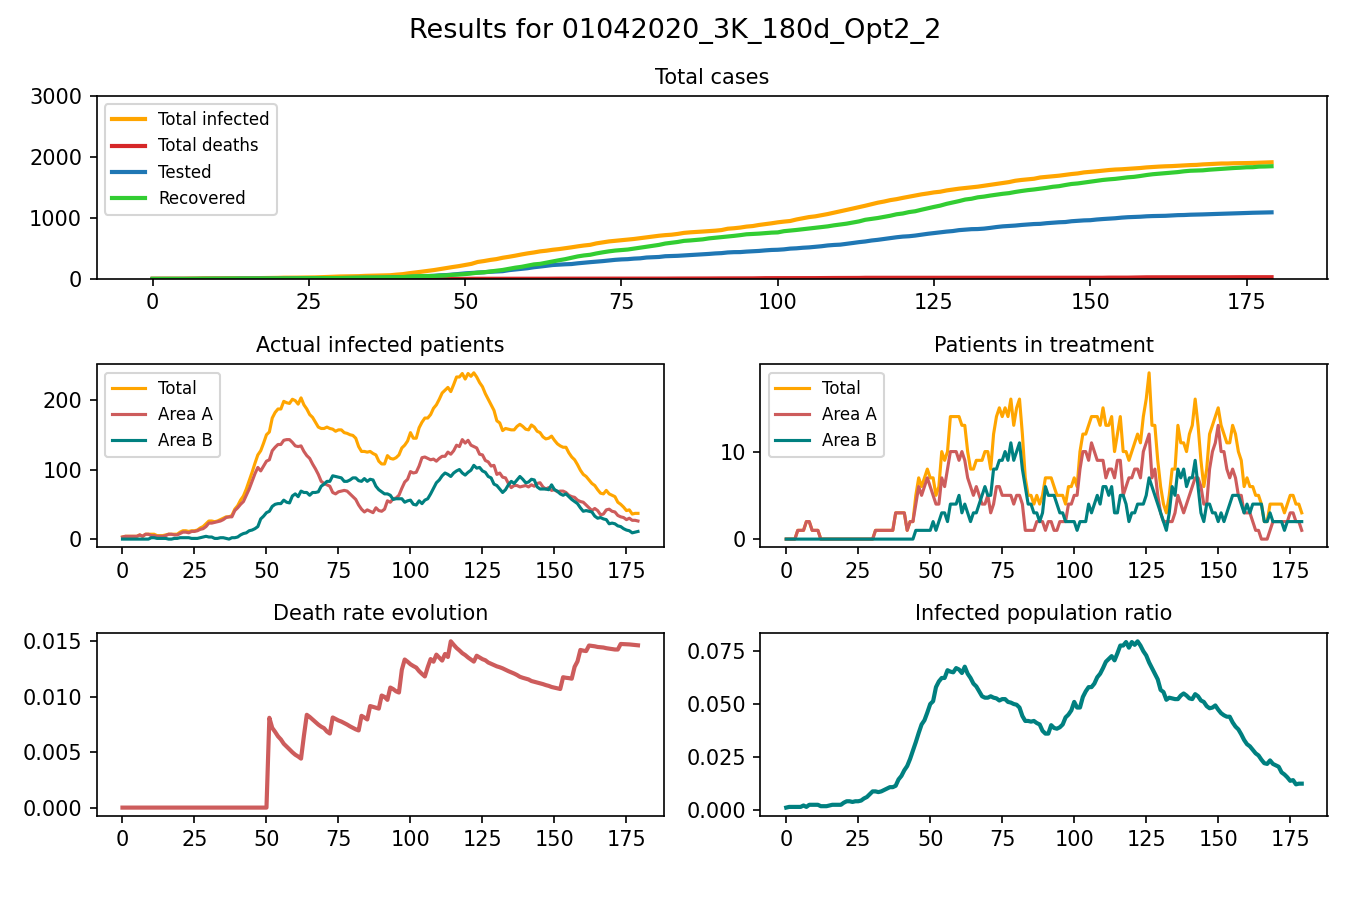 Results for 01042020_3K_180d_Opt2_2
Total cases
3000
2000
1000
0
Total infected
Total deaths
Tested
Recovered
0 25 50 75 100 125 150 175
Actual infected patients
200
100
0
Total
Area A
Area B
0 25 50 75 100 125 150 175
Patients in treatment
10
0
Total
Area A
Area B
0 25 50 75 100 125 150 175
Death rate evolution
0.015
0.010
0.005
0.000
0 25 50 75 100 125 150 175
Infected population ratio
0.075
0.050
0.025
0.000
0 25 50 75 100 125 150 175